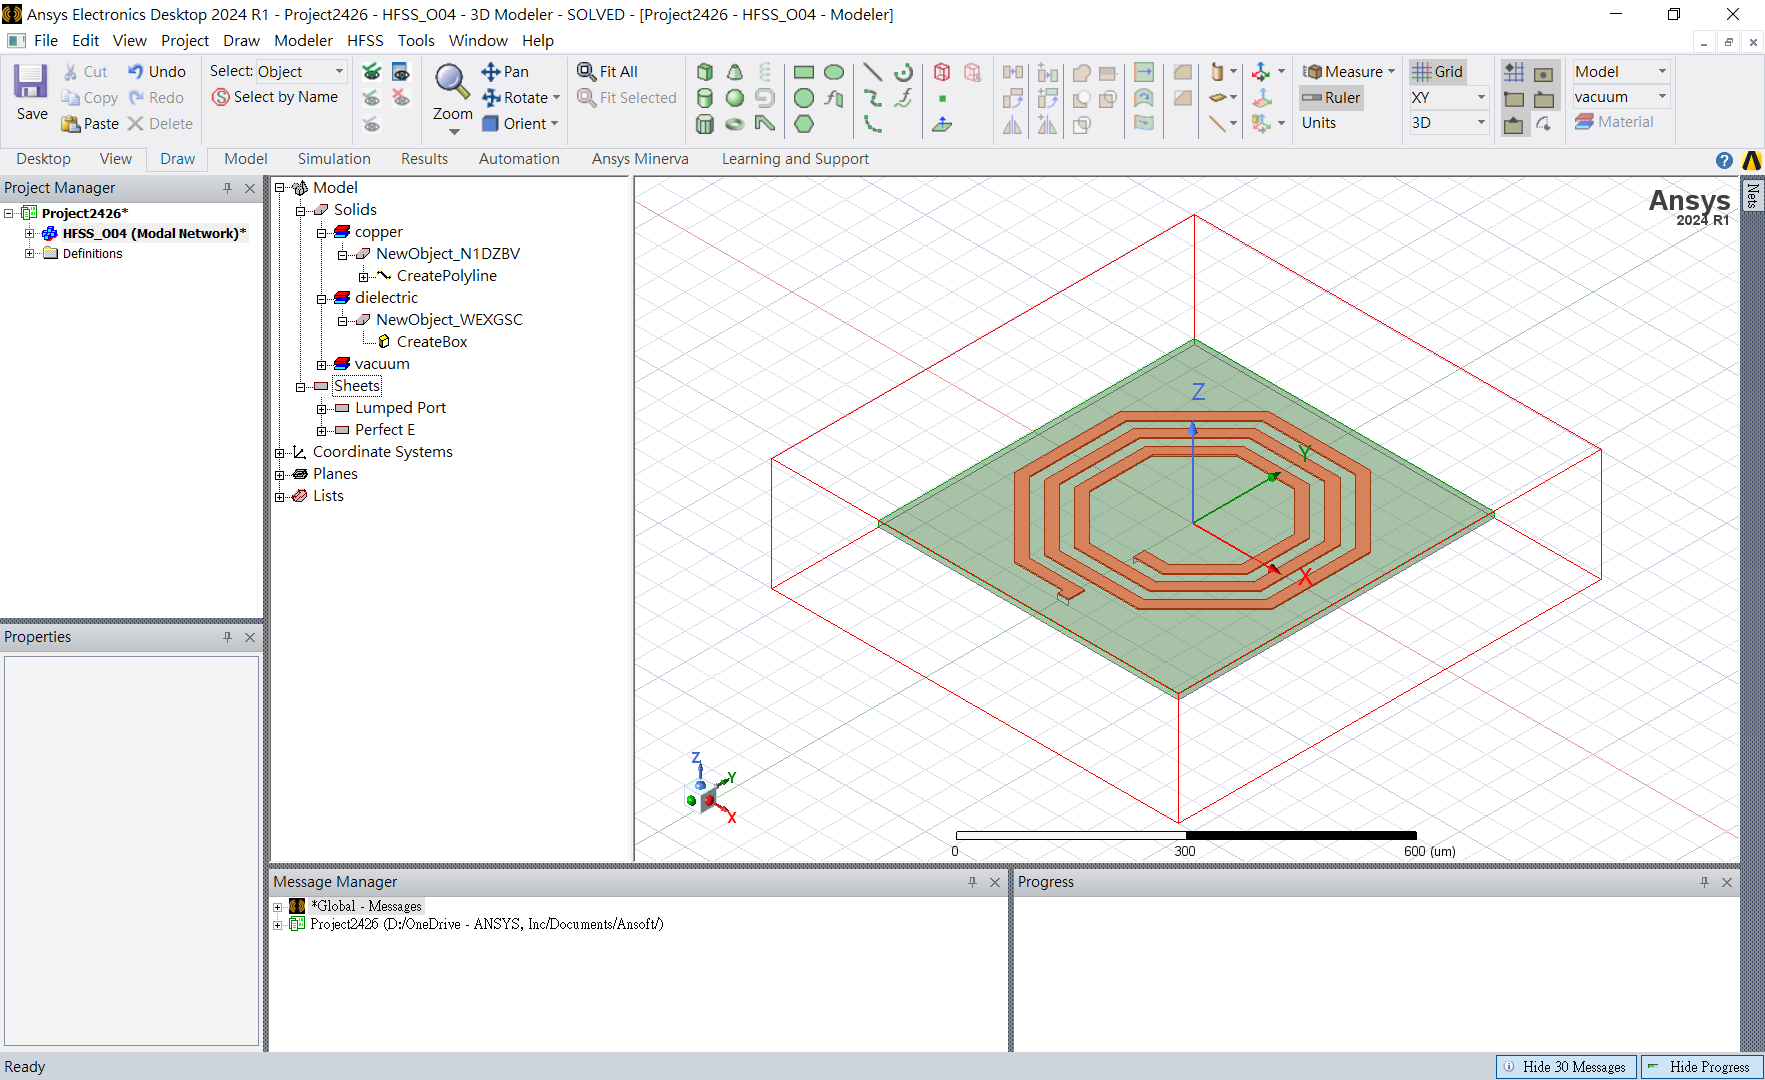 Ansys Electronics Desktop 2024 R1 - Project2426 - HFSS_O04 - 3D Modeler - SOLVED - [Project2426 - HFSS_O04 - Modeler]
File Edit View Project Draw Modeler HFSS Tools Window Help
Save
Cut
Copy
Paste
Undo
Redo
Delete
Select: Object
Select by Name
Zoom
Pan
Rotate
Orient
Fit All
Fit Selected
Measure
Ruler
Units
Grid
XY
3D
Model
vacuum
Material
Desktop View Draw Model Simulation Results Automation Ansys Minerva Learning and Support
Project Manager
Project2426*
HFSS_O04 (Modal Network)*
Definitions
Properties
Model
Solids
copper
NewObject_N1DZBV
CreatePolyline
dielectric
NewObject_WEXGSC
CreateBox
vacuum
Sheets
Lumped Port
Perfect E
Coordinate Systems
Planes
Lists
Ansys
2024 R1
Nets
Z
Y
X
Z
Y
X
0 300 600 (um)
Message Manager
*Global - Messages
Project2426 (D:/OneDrive - ANSYS, Inc/Documents/Ansoft/)
Progress
Ready
Hide 30 Messages
Hide Progress